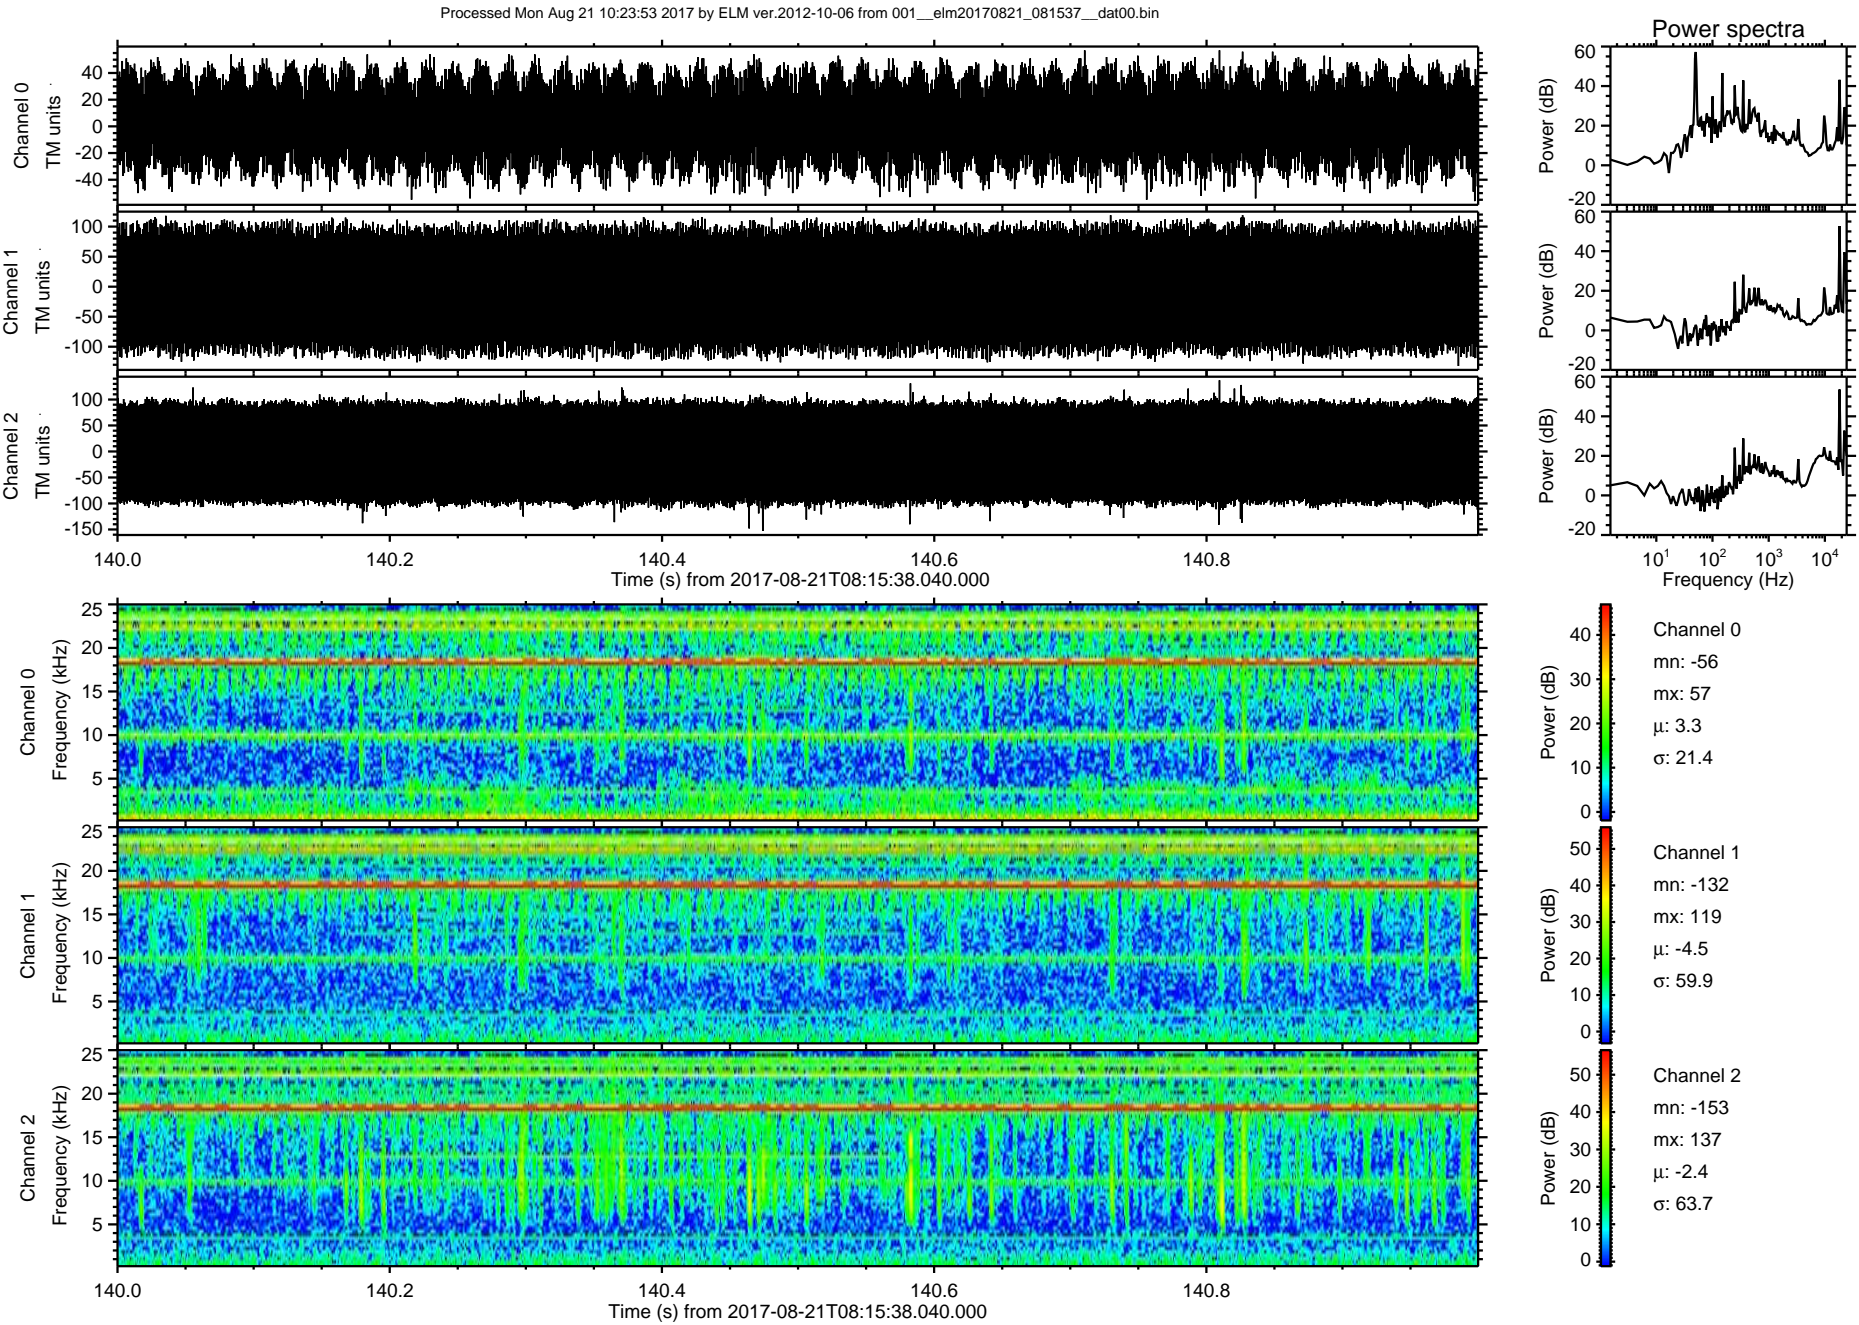 Processed Mon Aug 21 10:23:53 2017 by ELM ver.2012-10-06 from 001__elm20170821_081537__dat00.bin
Power spectra
Channel 0
TM units
40
20
0
-20
-40
Power (dB)
60
40
20
0
-20
Channel 1
TM units
100
50
0
-50
-100
Power (dB)
60
40
20
0
-20
Channel 2
TM units
100
50
0
-50
-100
-150
Power (dB)
60
40
20
0
-20
140.0 140.2 140.4 140.6 140.8
Time (s) from 2017-08-21T08:15:38.040.000
10^1 10^2 10^3 10^4
Frequency (Hz)
Channel 0
Frequency (kHz)
25
20
15
10
5
Power (dB)
40
30
20
10
0
Channel 0
mn: -56
mx: 57
μ: 3.3
σ: 21.4
Channel 1
Frequency (kHz)
25
20
15
10
5
Power (dB)
50
40
30
20
10
0
Channel 1
mn: -132
mx: 119
μ: -4.5
σ: 59.9
Channel 2
Frequency (kHz)
25
20
15
10
5
Power (dB)
50
40
30
20
10
0
Channel 2
mn: -153
mx: 137
μ: -2.4
σ: 63.7
140.0 140.2 140.4 140.6 140.8
Time (s) from 2017-08-21T08:15:38.040.000